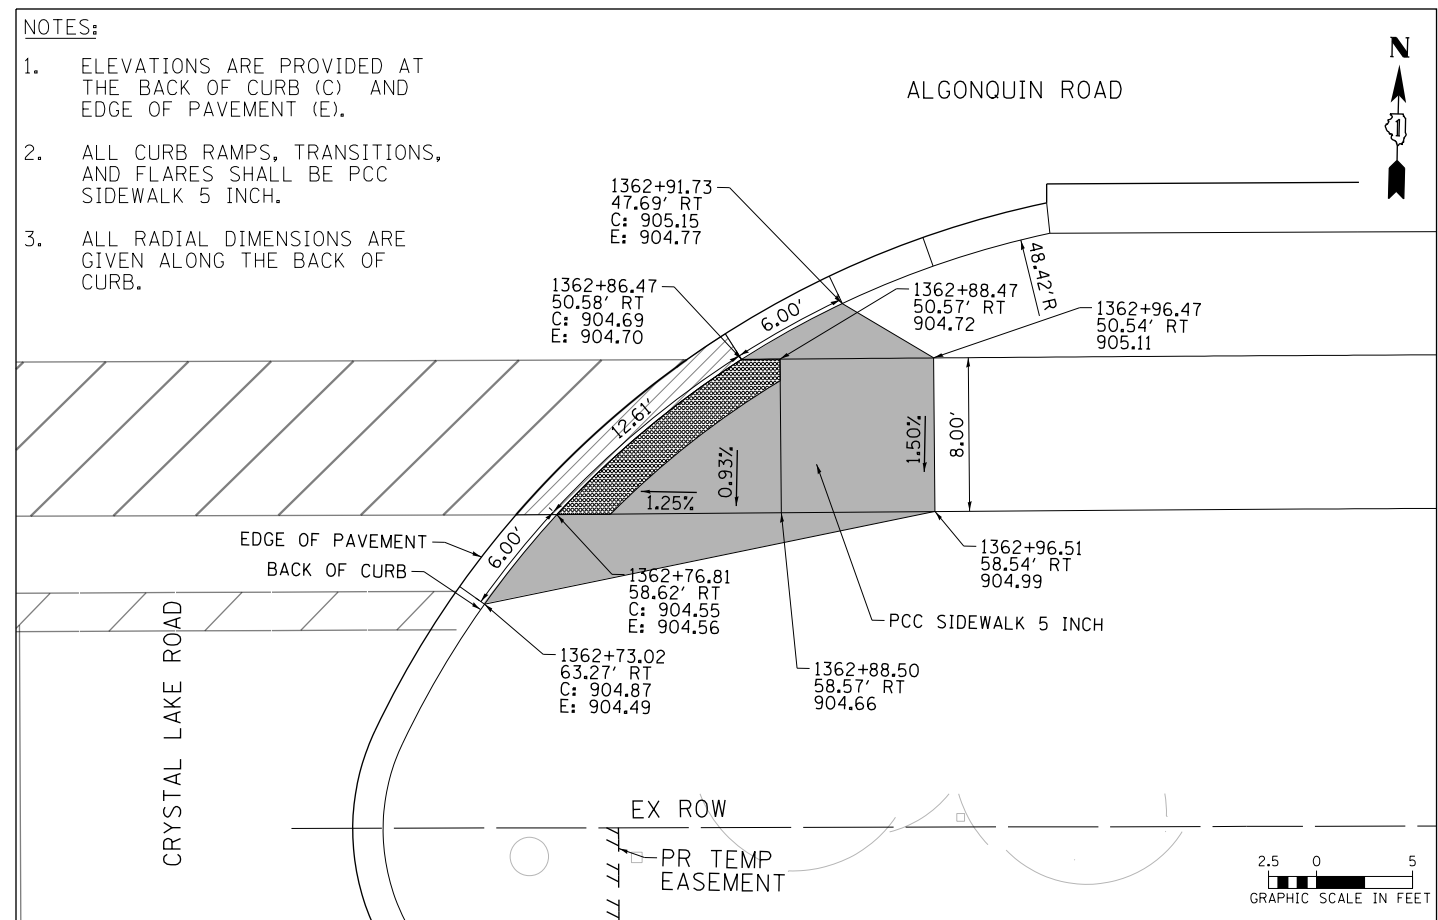 NOTES:
1. ELEVATIONS ARE PROVIDED AT
THE BACK OF CURB (C) AND
EDGE OF PAVEMENT (E).
2. ALL CURB RAMPS, TRANSITIONS,
AND FLARES SHALL BE PCC
SIDEWALK 5 INCH.
3. ALL RADIAL DIMENSIONS ARE
GIVEN ALONG THE BACK OF
CURB.
ALGONQUIN ROAD
N
1
1362+91.73
47.69' RT
C: 905.15
E: 904.77
1362+86.47
50.58' RT
C: 904.69
E: 904.70
6.00'
1362+88.47
50.57' RT
904.72
48.42'R
1362+96.47
50.54' RT
905.11
12.61'
0.93%
1.25%
1.50%
8.00'
6.00'
EDGE OF PAVEMENT
BACK OF CURB
1362+76.81
58.62' RT
C: 904.55
E: 904.56
1362+96.51
58.54' RT
904.99
PCC SIDEWALK 5 INCH
1362+73.02
63.27' RT
C: 904.87
E: 904.49
1362+88.50
58.57' RT
904.66
CRYSTAL LAKE ROAD
EX ROW
PR TEMP
EASEMENT
2.5 0 5
GRAPHIC SCALE IN FEET